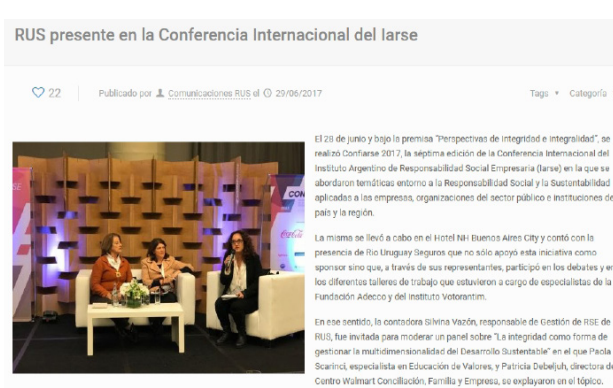 RUS presente en la Conferencia Internacional del Iarse
22
Publicado por Comunicaciones RUS el 29/06/2017
Tags
Categoría
El 28 de junio y bajo la premisa "Perspectivas de Integridad e Integralidad", se
realizó Confiarse 2017, la séptima edición de la Conferencia Internacional del
Instituto Argentino de Responsabilidad Social Empresaria (Iarse) en la que se
abordaron temáticas entorno a la Responsabilidad Social y la Sustentabilidad
aplicadas a las empresas, organizaciones del sector público e instituciones de
país y la región.
La misma se llevó a cabo en el Hotel NH Buenos Aires City y contó con la
presencia de Río Uruguay Seguros que no sólo apoyó esta iniciativa como
sponsor sino que, a través de sus representantes, participó en los debates y en
los diferentes talleres de trabajo que estuvieron a cargo de especialistas de la
Fundación Adecco y del Instituto Votorantim.
En ese sentido, la contadora Silvina Vazón, responsable de Gestión de RSE de
RUS, fue invitada para moderar un panel sobre "La integridad como forma de
gestionar la multidimensionalidad del Desarrollo Sustentable" en el que Paola
Scarinci, especialista en Educación de Valores, y Patricia Debeljuh, directora de
Centro Walmart Conciliación, Familia y Empresa, se explayaron en el tópico.
CON